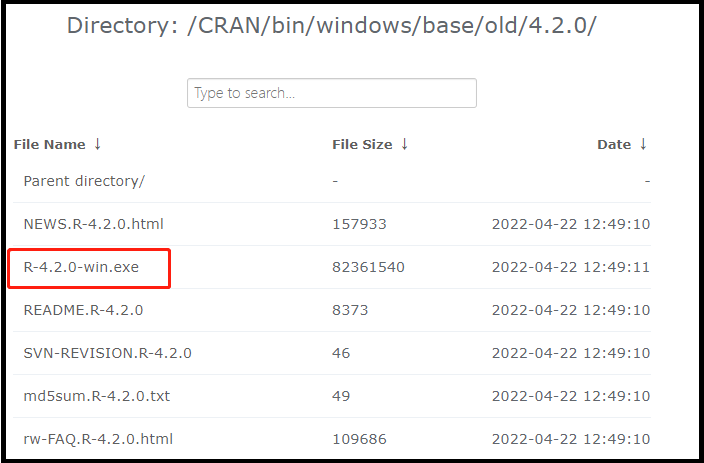 Directory: /CRAN/bin/windows/base/old/4.2.0/
Type to search...
File Name ↓ File Size ↓ Date ↓
Parent directory/ - -
NEWS.R-4.2.0.html 157933 2022-04-22 12:49:10
R-4.2.0-win.exe 82361540 2022-04-22 12:49:11
README.R-4.2.0 8373 2022-04-22 12:49:10
SVN-REVISION.R-4.2.0 46 2022-04-22 12:49:10
md5sum.R-4.2.0.txt 49 2022-04-22 12:49:10
rw-FAQ.R-4.2.0.html 109686 2022-04-22 12:49:10